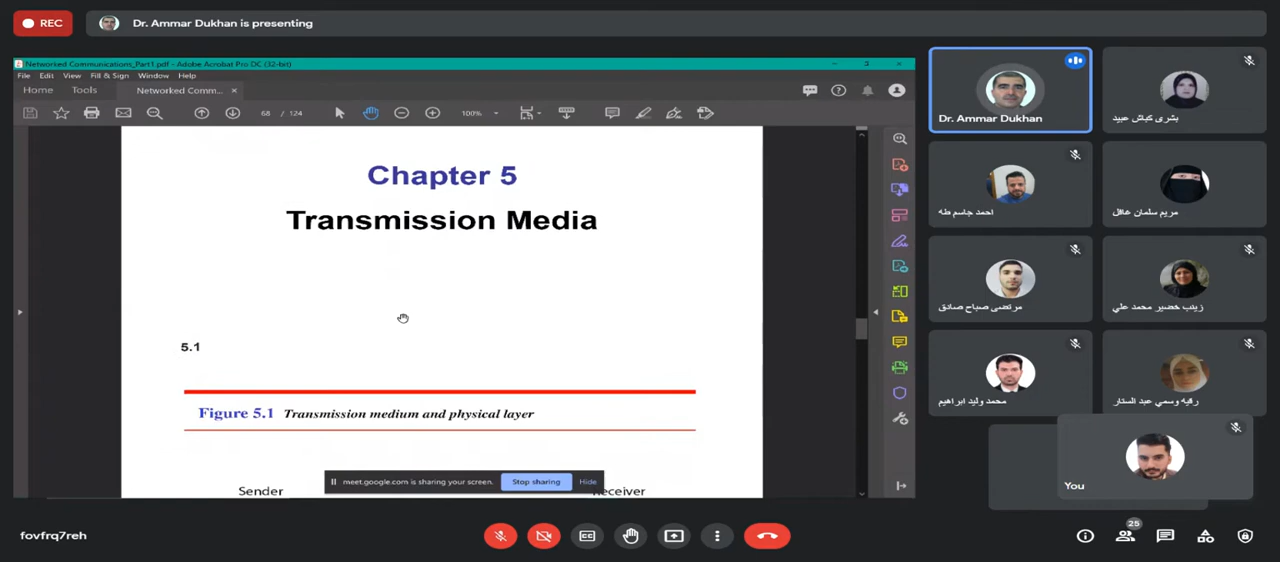 REC
Dr. Ammar Dukhan is presenting
Networked Communications_Part1.pdf - Adobe Acrobat Pro DC (32-bit)
File Edit View Fill & Sign Window Help
Home Tools Networked Comm... ×
68 / 124 100%
Chapter 5
Transmission Media
5.1
Figure 5.1 Transmission medium and physical layer
meet.google.com is sharing your screen. Stop sharing Hide
Sender Receiver
Dr. Ammar Dukhan
بشرى كباش عبيد
احمد جاسم طه
مريم سلمان عاقل
مرتضى صباح صادق
زينب خضير محمد علي
محمد وليد ابراهيم
رقيه وسمي عبد الستار
You
fovfrq7reh
CC
25